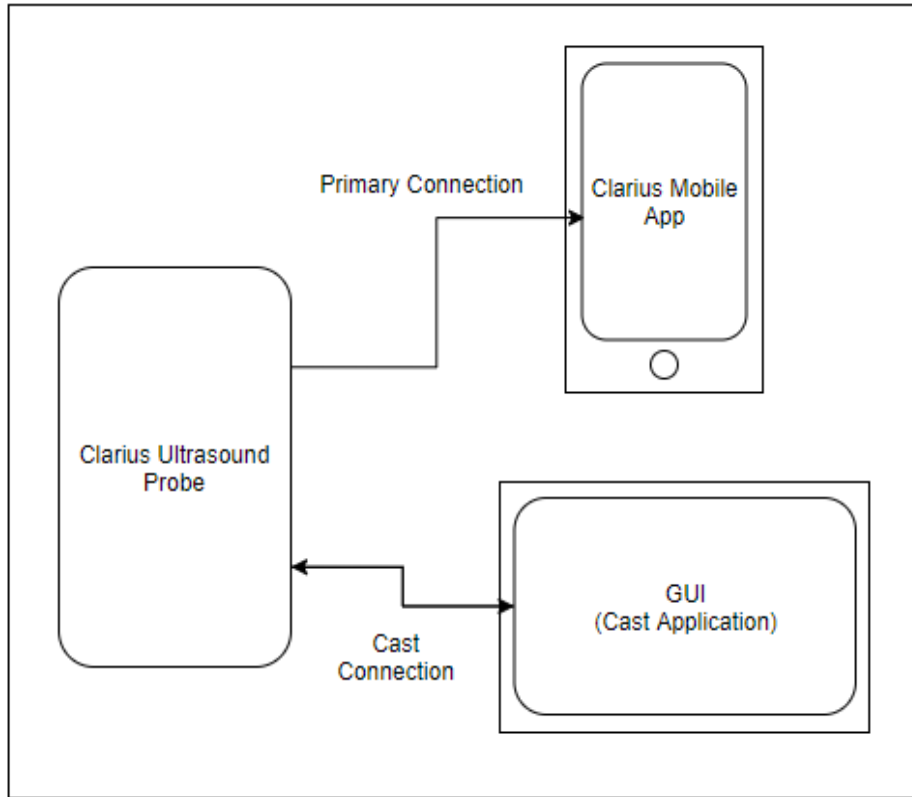 Primary Connection
Clarius Mobile
App
Clarius Ultrasound
Probe
GUI
(Cast Application)
Cast
Connection